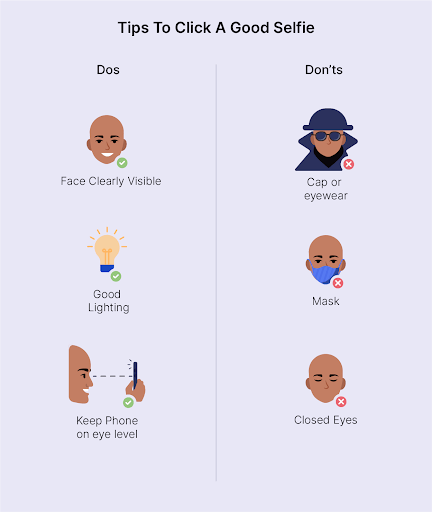 Tips To Click A Good Selfie
Dos
Face Clearly Visible
Good
Lighting
Keep Phone
on eye level
Don’ts
Cap or
eyewear
Mask
Closed Eyes